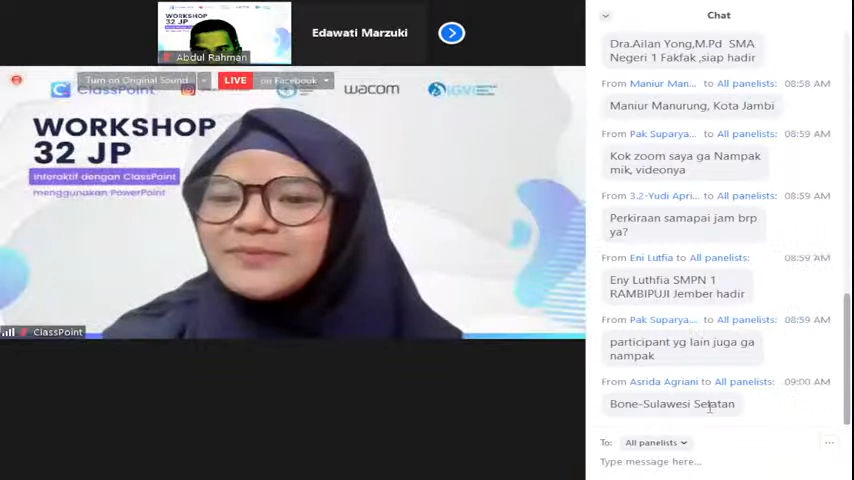 WORKSHOP
32 JP
Abdul Rahman
Edawati Marzuki
Turn on Original Sound
LIVE
on Facebook
ClassPoint
wacom
IGVI
WORKSHOP
32 JP
Interaktif dengan ClassPoint
menggunakan PowerPoint
ClassPoint
Chat
Dra.Ailan Yong,M.Pd SMA
Negeri 1 Fakfak ,siap hadir
From Maniur Man... to All panelists: 08:58 AM
Maniur Manurung, Kota Jambi
From Pak Suparya.... to All panelists: 08:59 AM
Kok zoom saya ga Nampak
mik, videonya
From 3.2-Yudi Apri... to All panelists: 08:59 AM
Perkiraan samapai jam brp
ya?
From Eni Lutfia to All panelists: 08:59 AM
Eny Luthfia SMPN 1
RAMBIPUJI Jember hadir
From Pak Suparya.... to All panelists: 08:59 AM
participant yg lain juga ga
nampak
From Asrida Agriani to All panelists: 09:00 AM
Bone-Sulawesi Selatan
To: All panelists
Type message here...